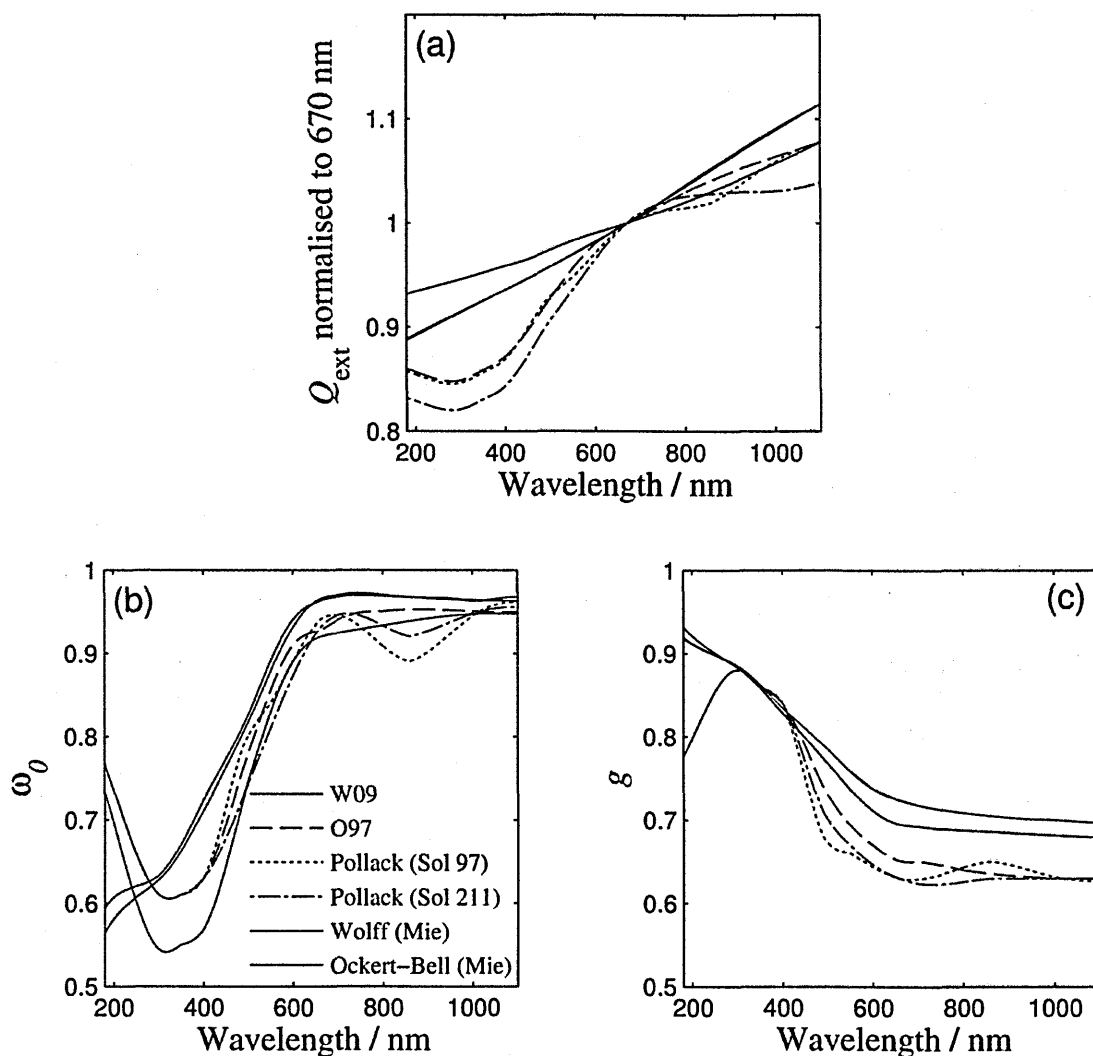 (a)
Q_ext normalised to 670 nm
1.1
1
0.9
0.8
200 400 600 800 1000
Wavelength / nm
(b)
ω_0
1
0.9
0.8
0.7
0.6
0.5
W09
O97
Pollack (Sol 97)
Pollack (Sol 211)
Wolff (Mie)
Ockert–Bell (Mie)
200 400 600 800 1000
Wavelength / nm
(c)
g
1
0.9
0.8
0.7
0.6
0.5
200 400 600 800 1000
Wavelength / nm